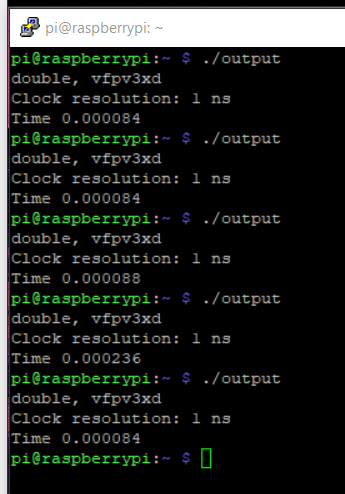 pi@raspberrypi: ~
pi@raspberrypi:~ $ ./output
double, vfpv3xd
Clock resolution: 1 ns
Time 0.000084
pi@raspberrypi:~ $ ./output
double, vfpv3xd
Clock resolution: 1 ns
Time 0.000084
pi@raspberrypi:~ $ ./output
double, vfpv3xd
Clock resolution: 1 ns
Time 0.000088
pi@raspberrypi:~ $ ./output
double, vfpv3xd
Clock resolution: 1 ns
Time 0.000236
pi@raspberrypi:~ $ ./output
double, vfpv3xd
Clock resolution: 1 ns
Time 0.000084
pi@raspberrypi:~ $